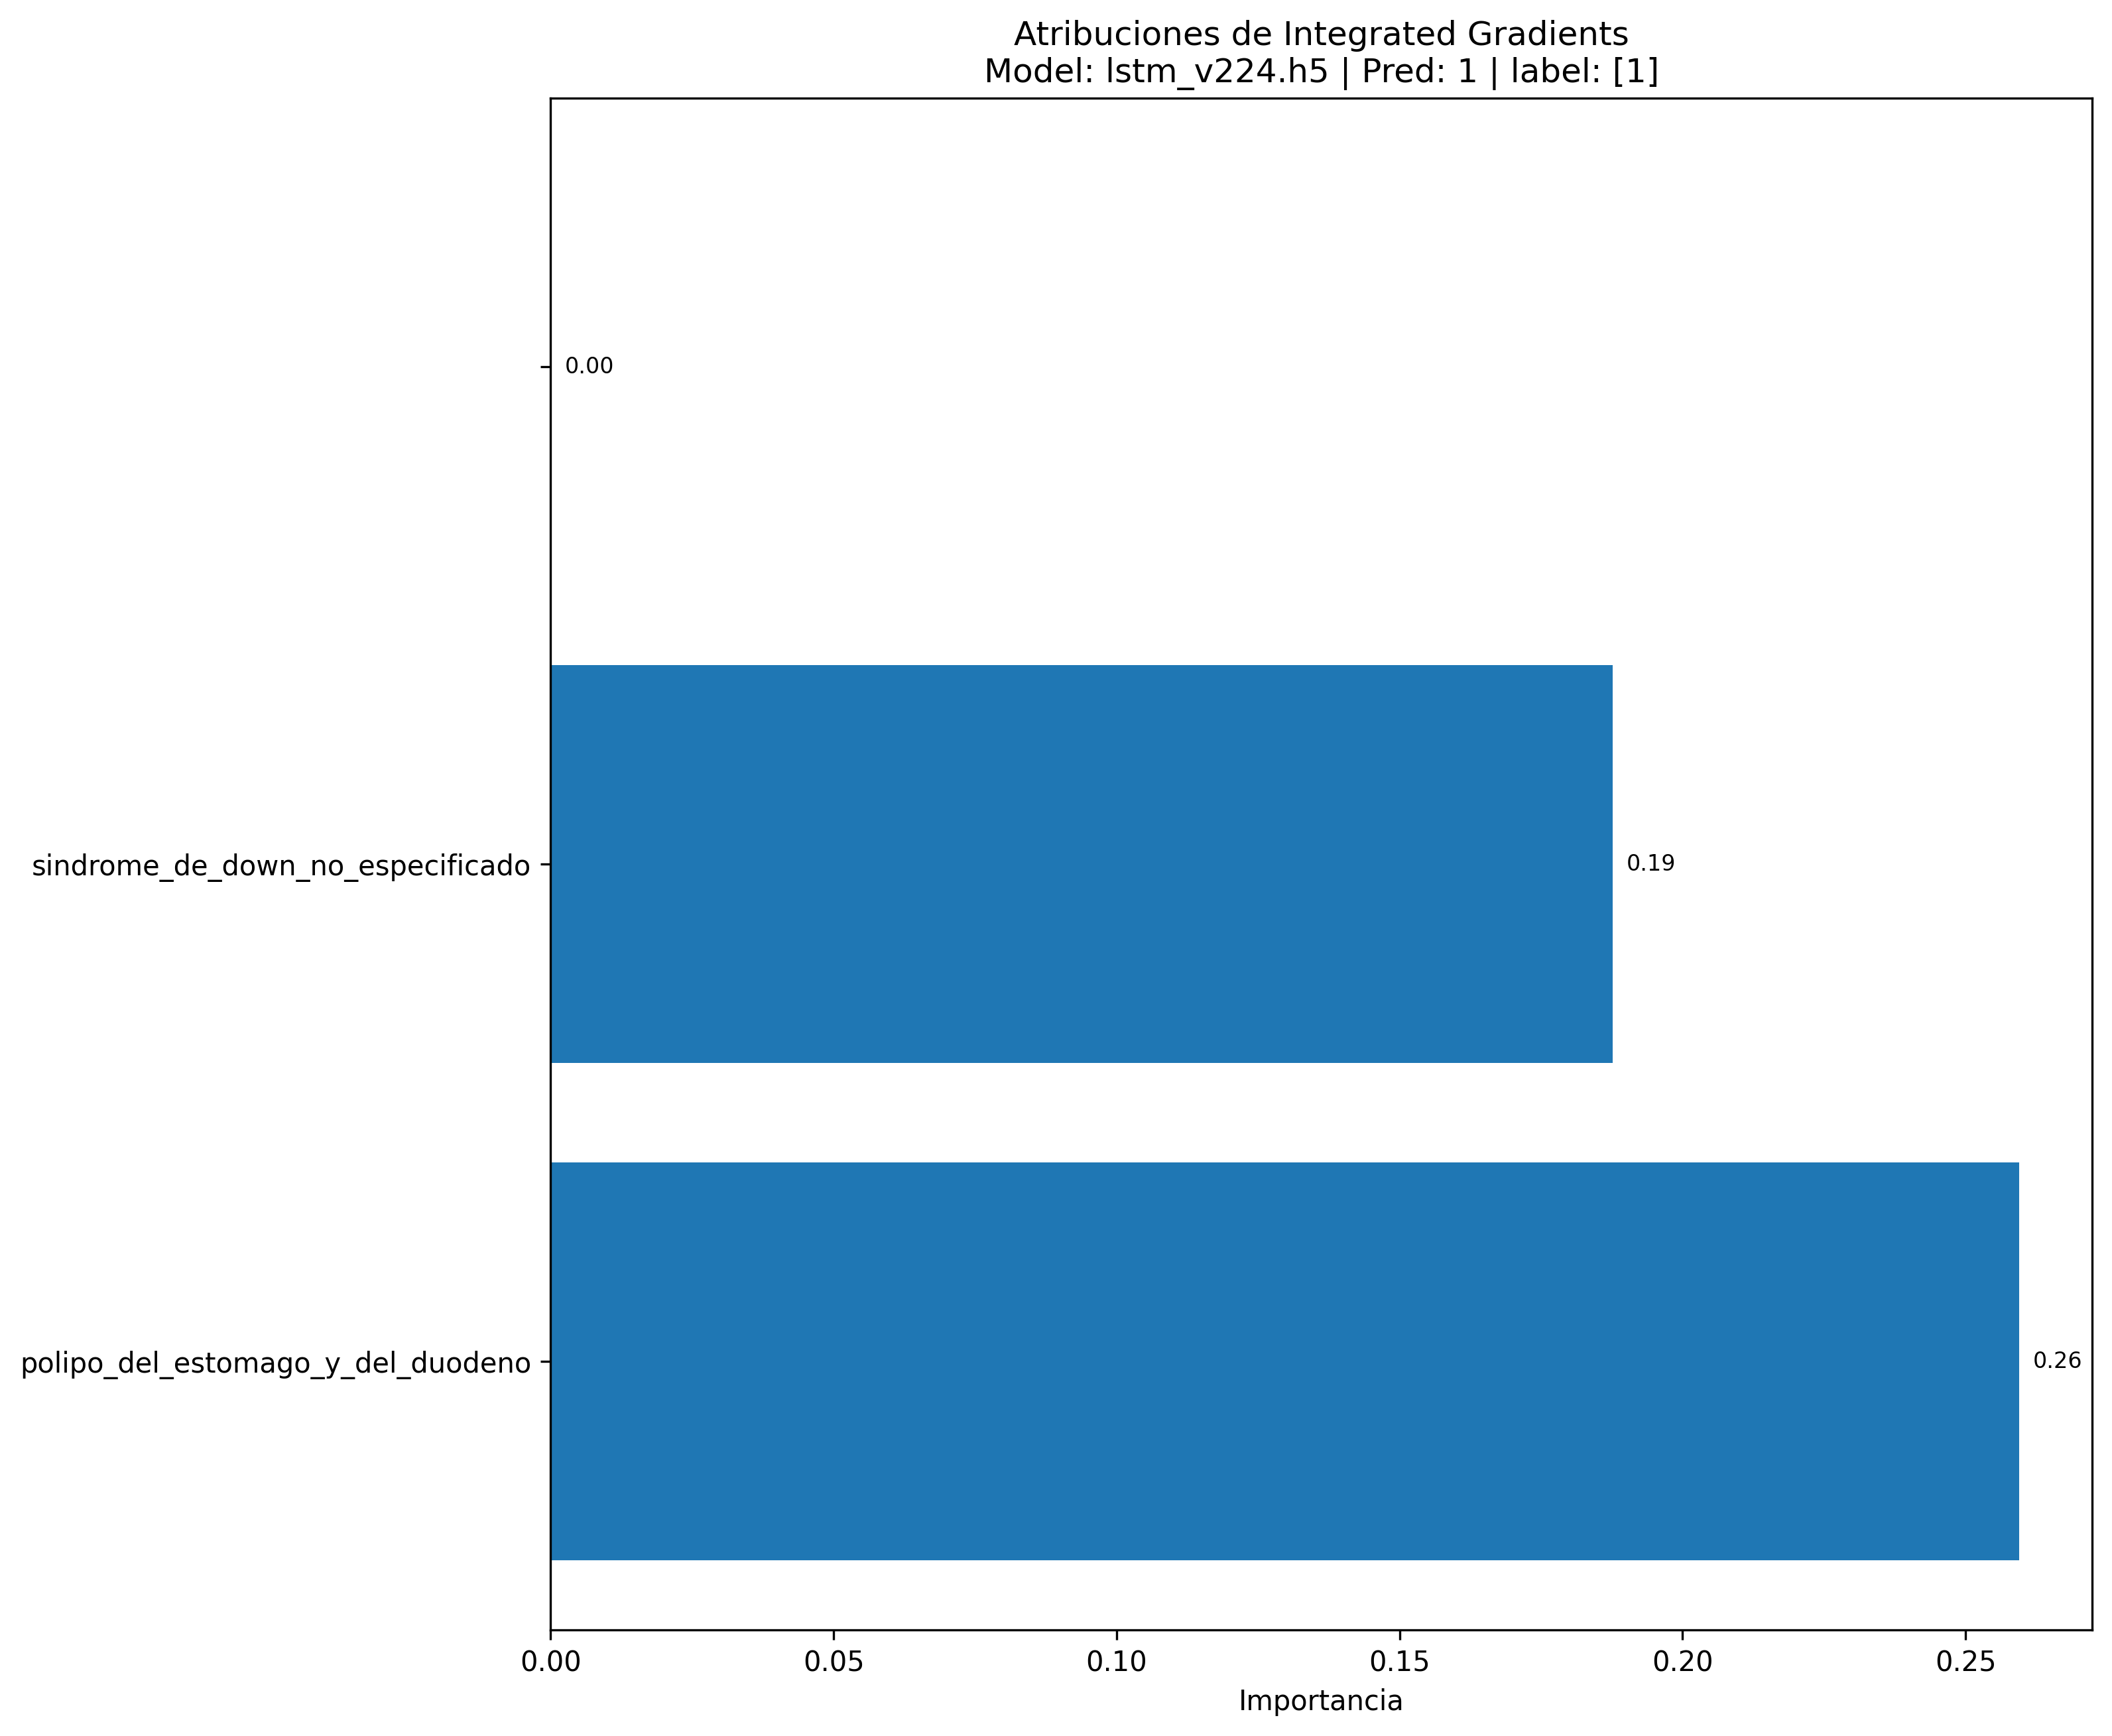 Atribuciones de Integrated Gradients
Model: lstm_v224.h5 | Pred: 1 | label: [1]
0.00
sindrome_de_down_no_especificado
0.19
polipo_del_estomago_y_del_duodeno
0.26
0.00 0.05 0.10 0.15 0.20 0.25
Importancia